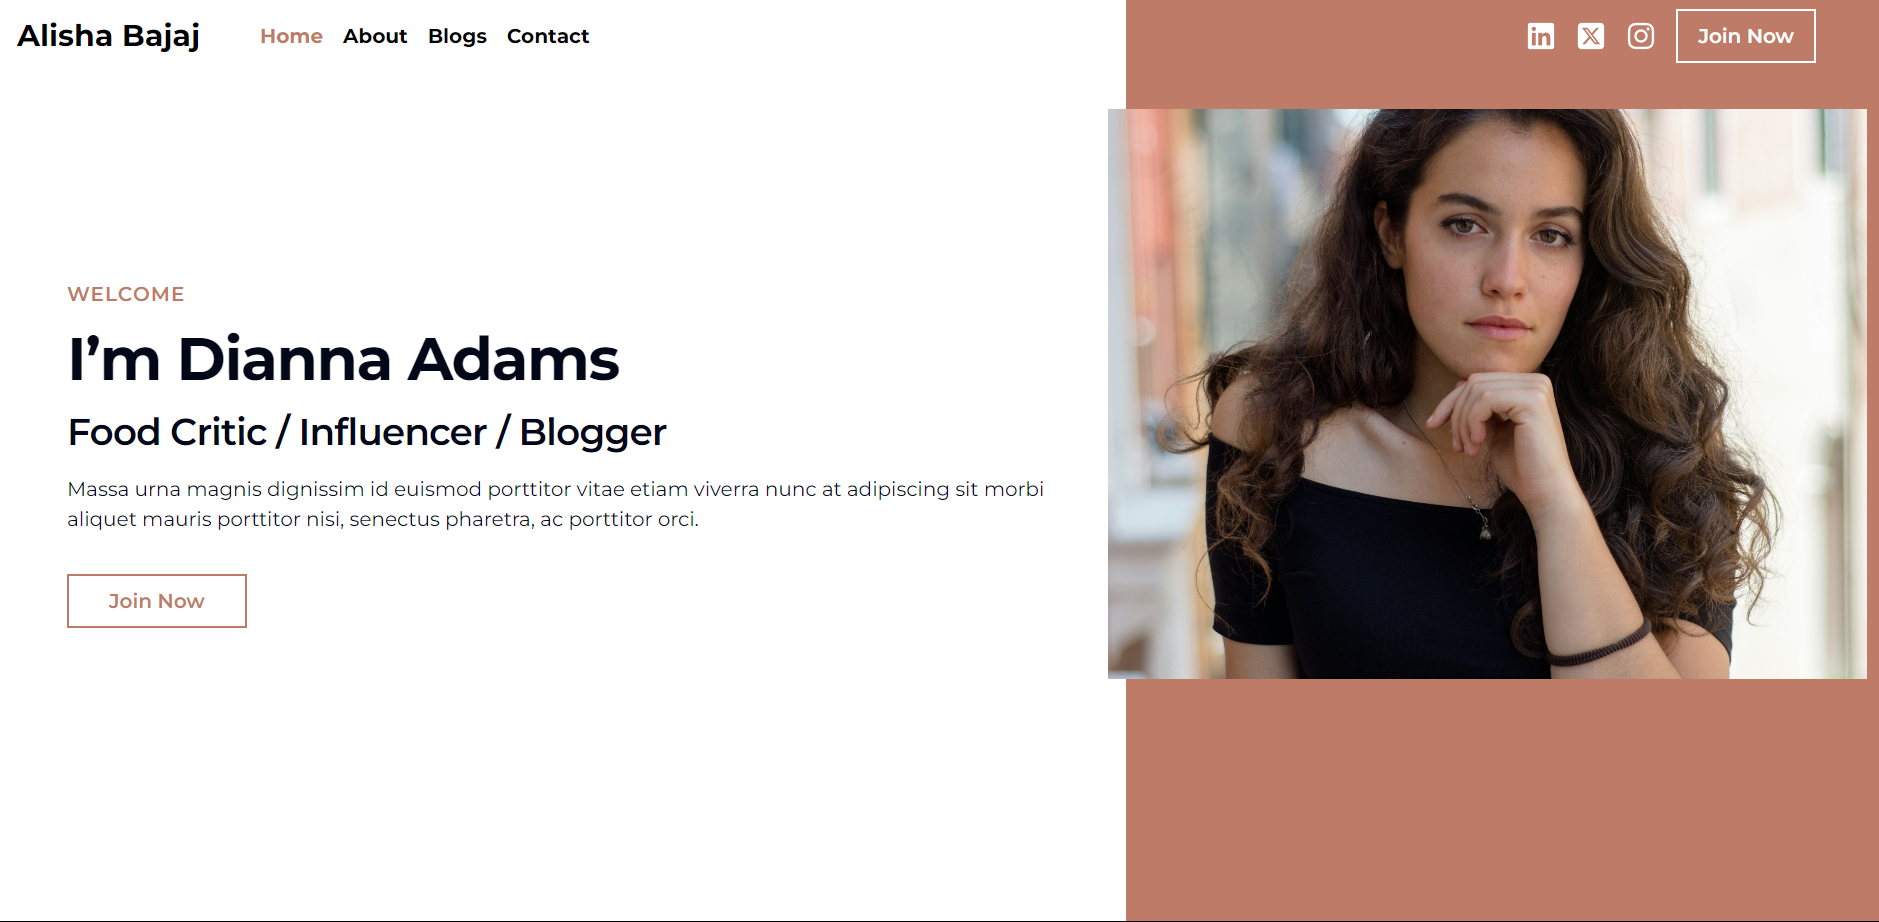 Alisha Bajaj Home About Blogs Contact Join Now
WELCOME
I’m Dianna Adams
Food Critic / Influencer / Blogger
Massa urna magnis dignissim id euismod porttitor vitae etiam viverra nunc at adipiscing sit morbi
aliquet mauris porttitor nisi, senectus pharetra, ac porttitor orci.
Join Now